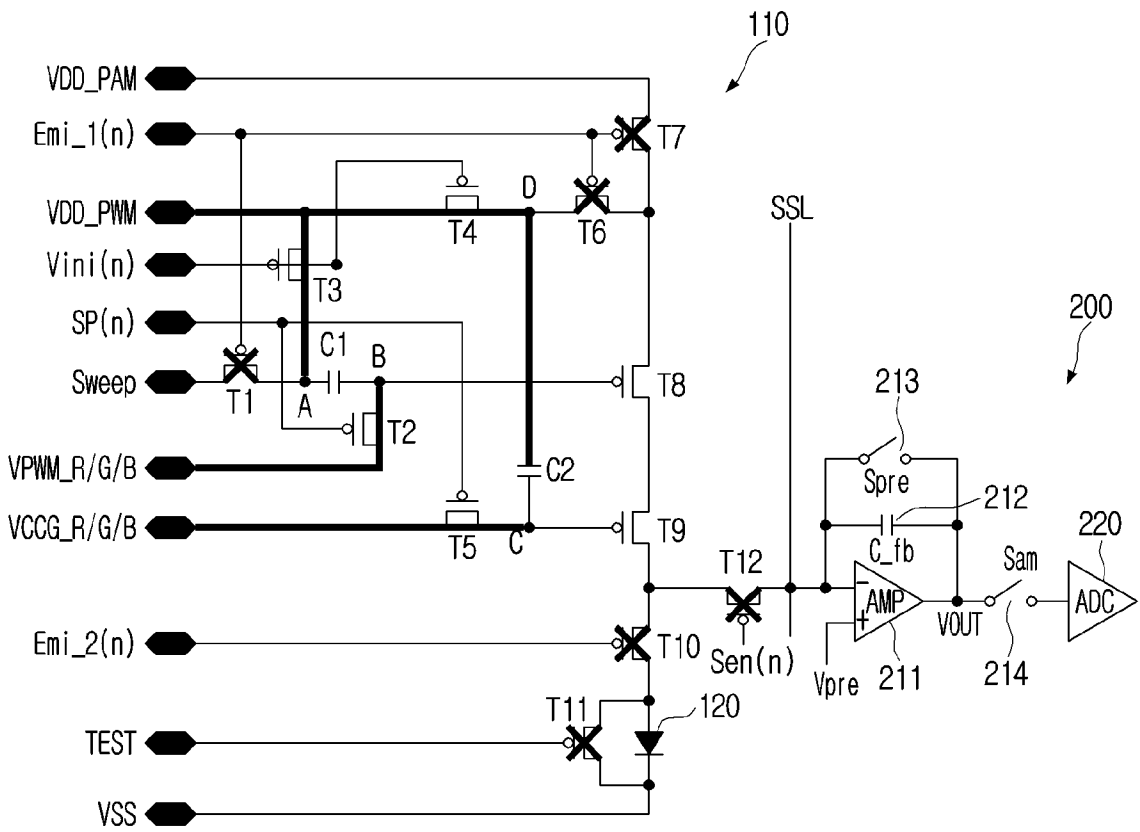 110
VDD_PAM
Emi_1(n)
T7
D
VDD_PWM
T4
T6
SSL
Vini(n)
T3
200
SP(n)
C1
B
213
Sweep
T1
A
T8
T2
Spre
VPWM_R/G/B
C2
212
C_fb
220
VCCG_R/G/B
T5
C
T9
T12
Sam
AMP
ADC
VOUT
Emi_2(n)
T10
Sen(n)
Vpre
211
214
T11
120
TEST
VSS